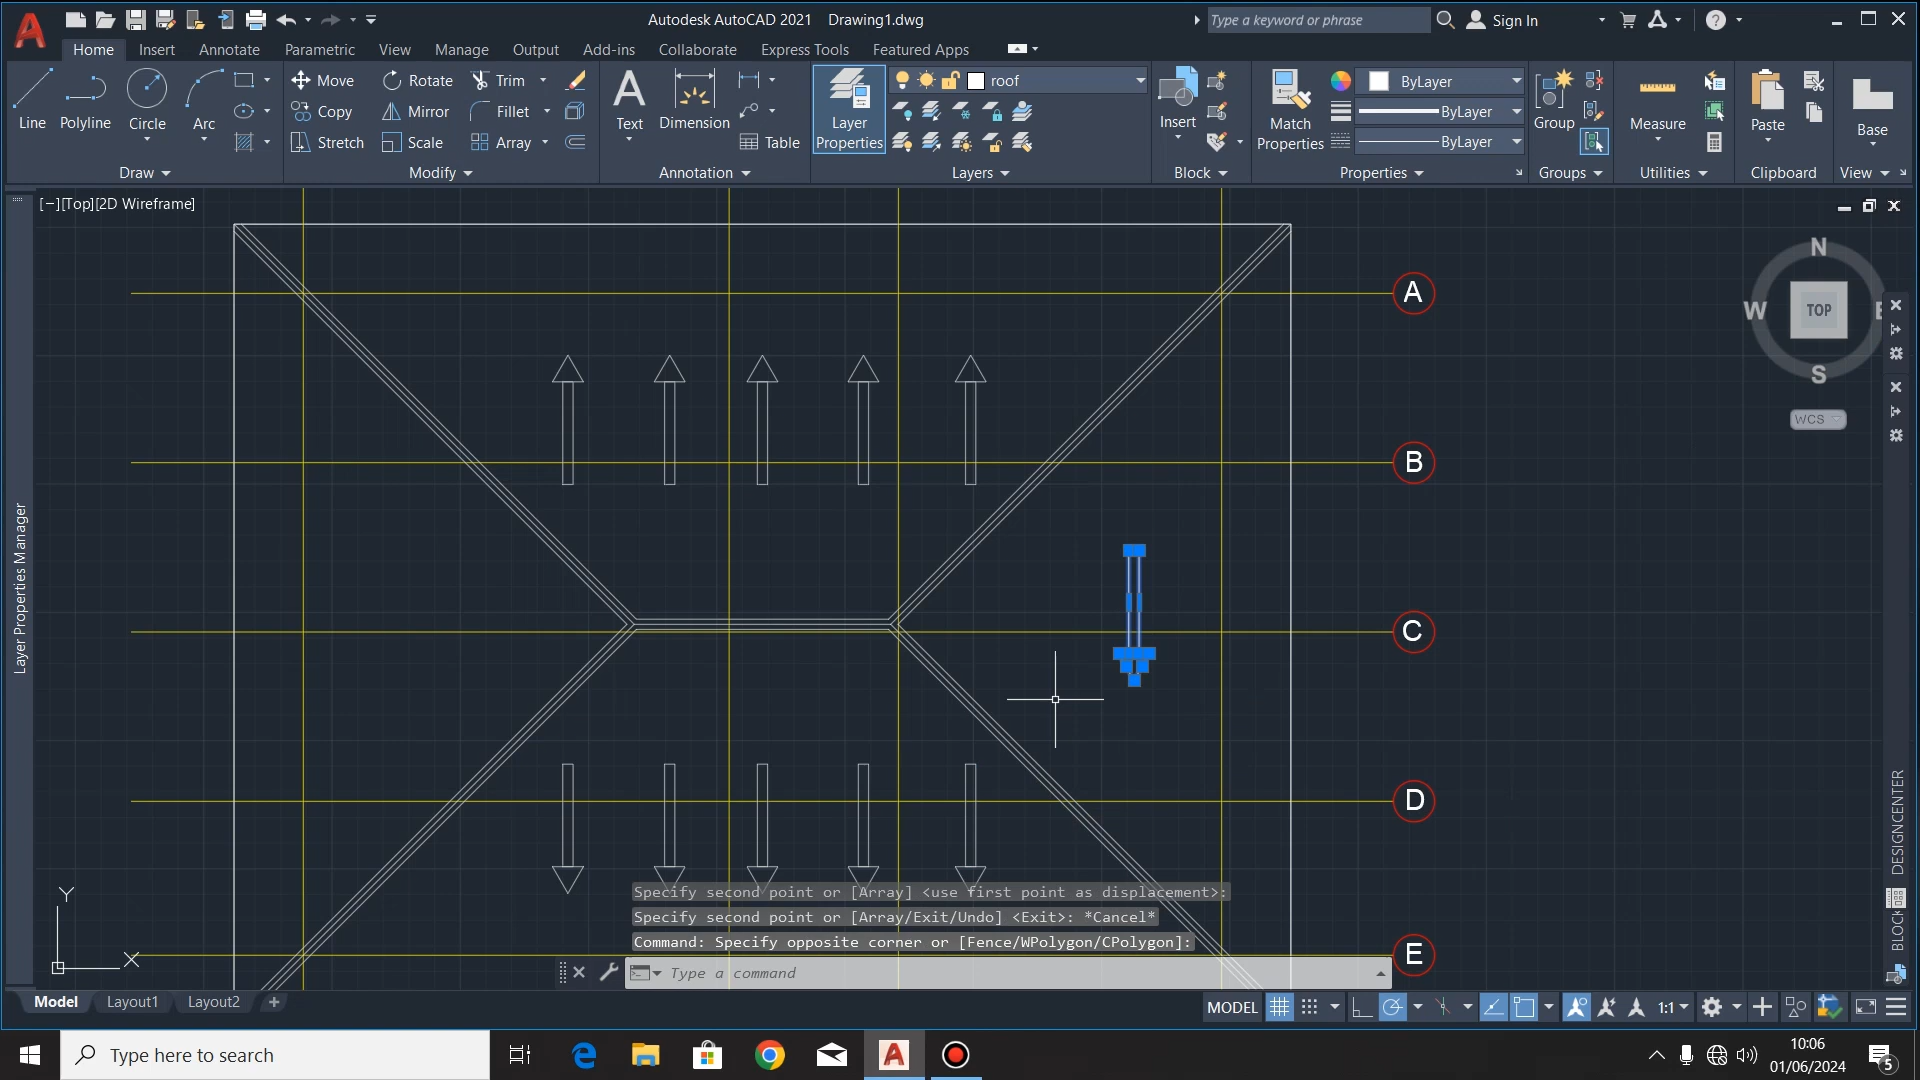 Autodesk AutoCAD 2021 Drawing1.dwg
Type a keyword or phrase
Sign In
Home Insert Annotate Parametric View Manage Output Add-ins Collaborate Express Tools Featured Apps
Line Polyline Circle Arc
Move Rotate Trim
Copy Mirror Fillet
Stretch Scale Array
Text Dimension Table
Layer Properties
roof
Insert
Match Properties
ByLayer
ByLayer
ByLayer
Group
Measure
Paste
Base
Draw Modify Annotation Layers Block Properties Groups Utilities Clipboard View
[−][Top][2D Wireframe]
N
W TOP E
S
WCS
A
B
C
D
E
Layer Properties Manager
DESIGNCENTER
Y
X
Specify second point or [Array] <use first point as displacement>:
Specify second point or [Array/Exit/Undo] <Exit>: *Cancel*
Command: Specify opposite corner or [Fence/WPolygon/CPolygon]:
Type a command
Model Layout1 Layout2
MODEL 1:1
Type here to search
10:06
01/06/2024
5